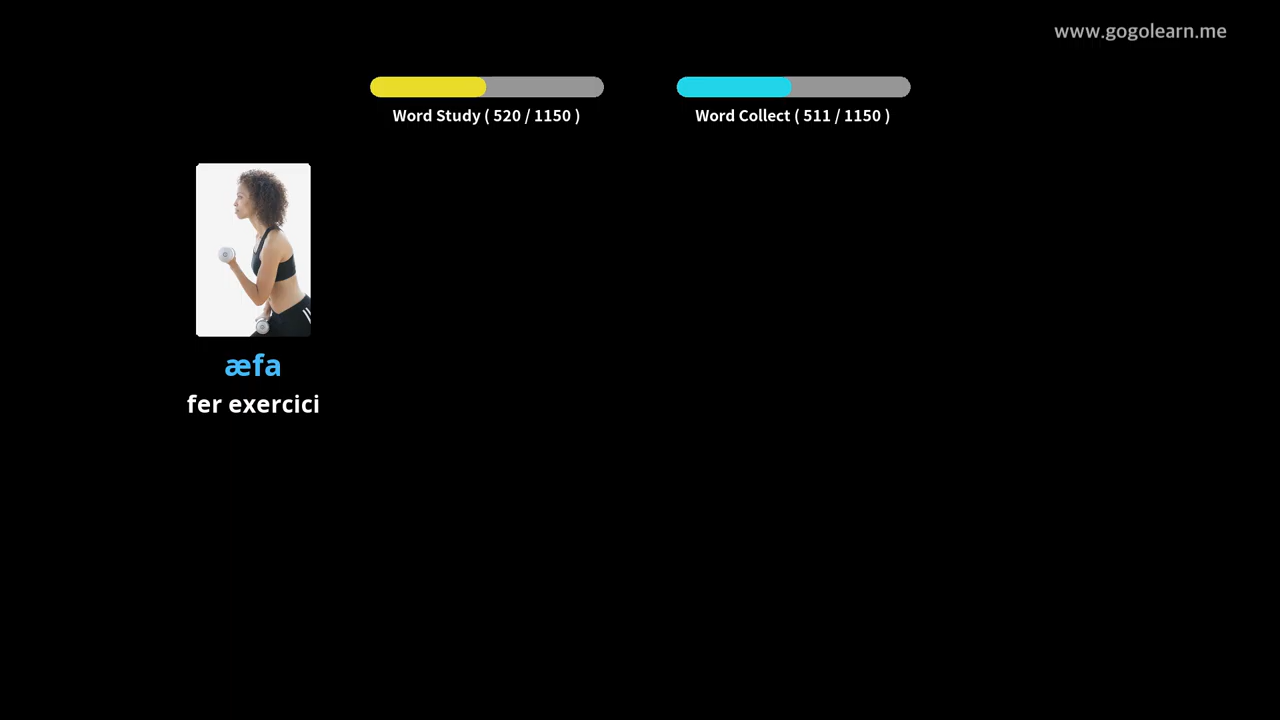 www.gogolearn.me
Word Study ( 520 / 1150 )
Word Collect ( 511 / 1150 )
æfa
fer exercici